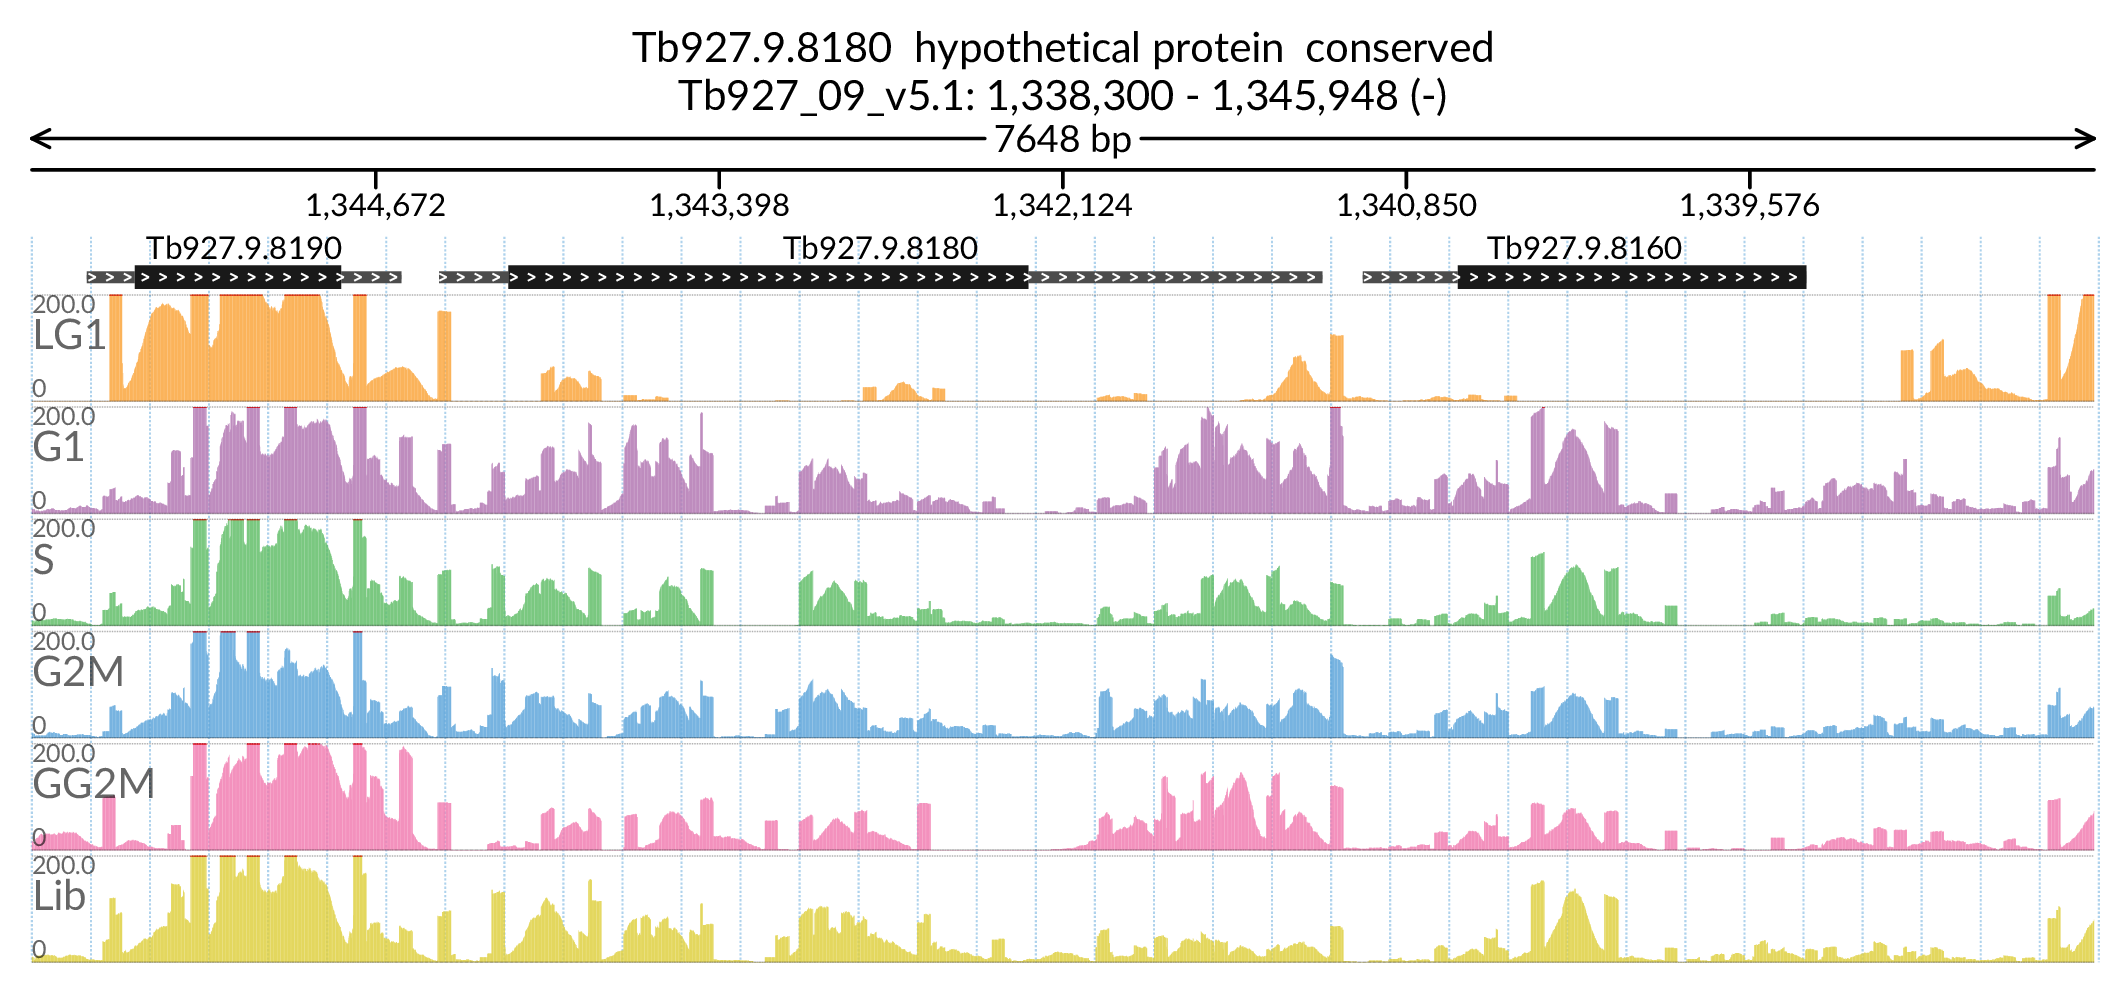 Tb927.9.8180 hypothetical protein conserved
Tb927_09_v5.1: 1,338,300 - 1,345,948 (-)
7648 bp
1,344,672 1,343,398 1,342,124 1,340,850 1,339,576
Tb927.9.8190 Tb927.9.8180 Tb927.9.8160
200.0
LG1
0
200.0
G1
0
200.0
S
0
200.0
G2M
0
200.0
GG2M
0
200.0
Lib
0